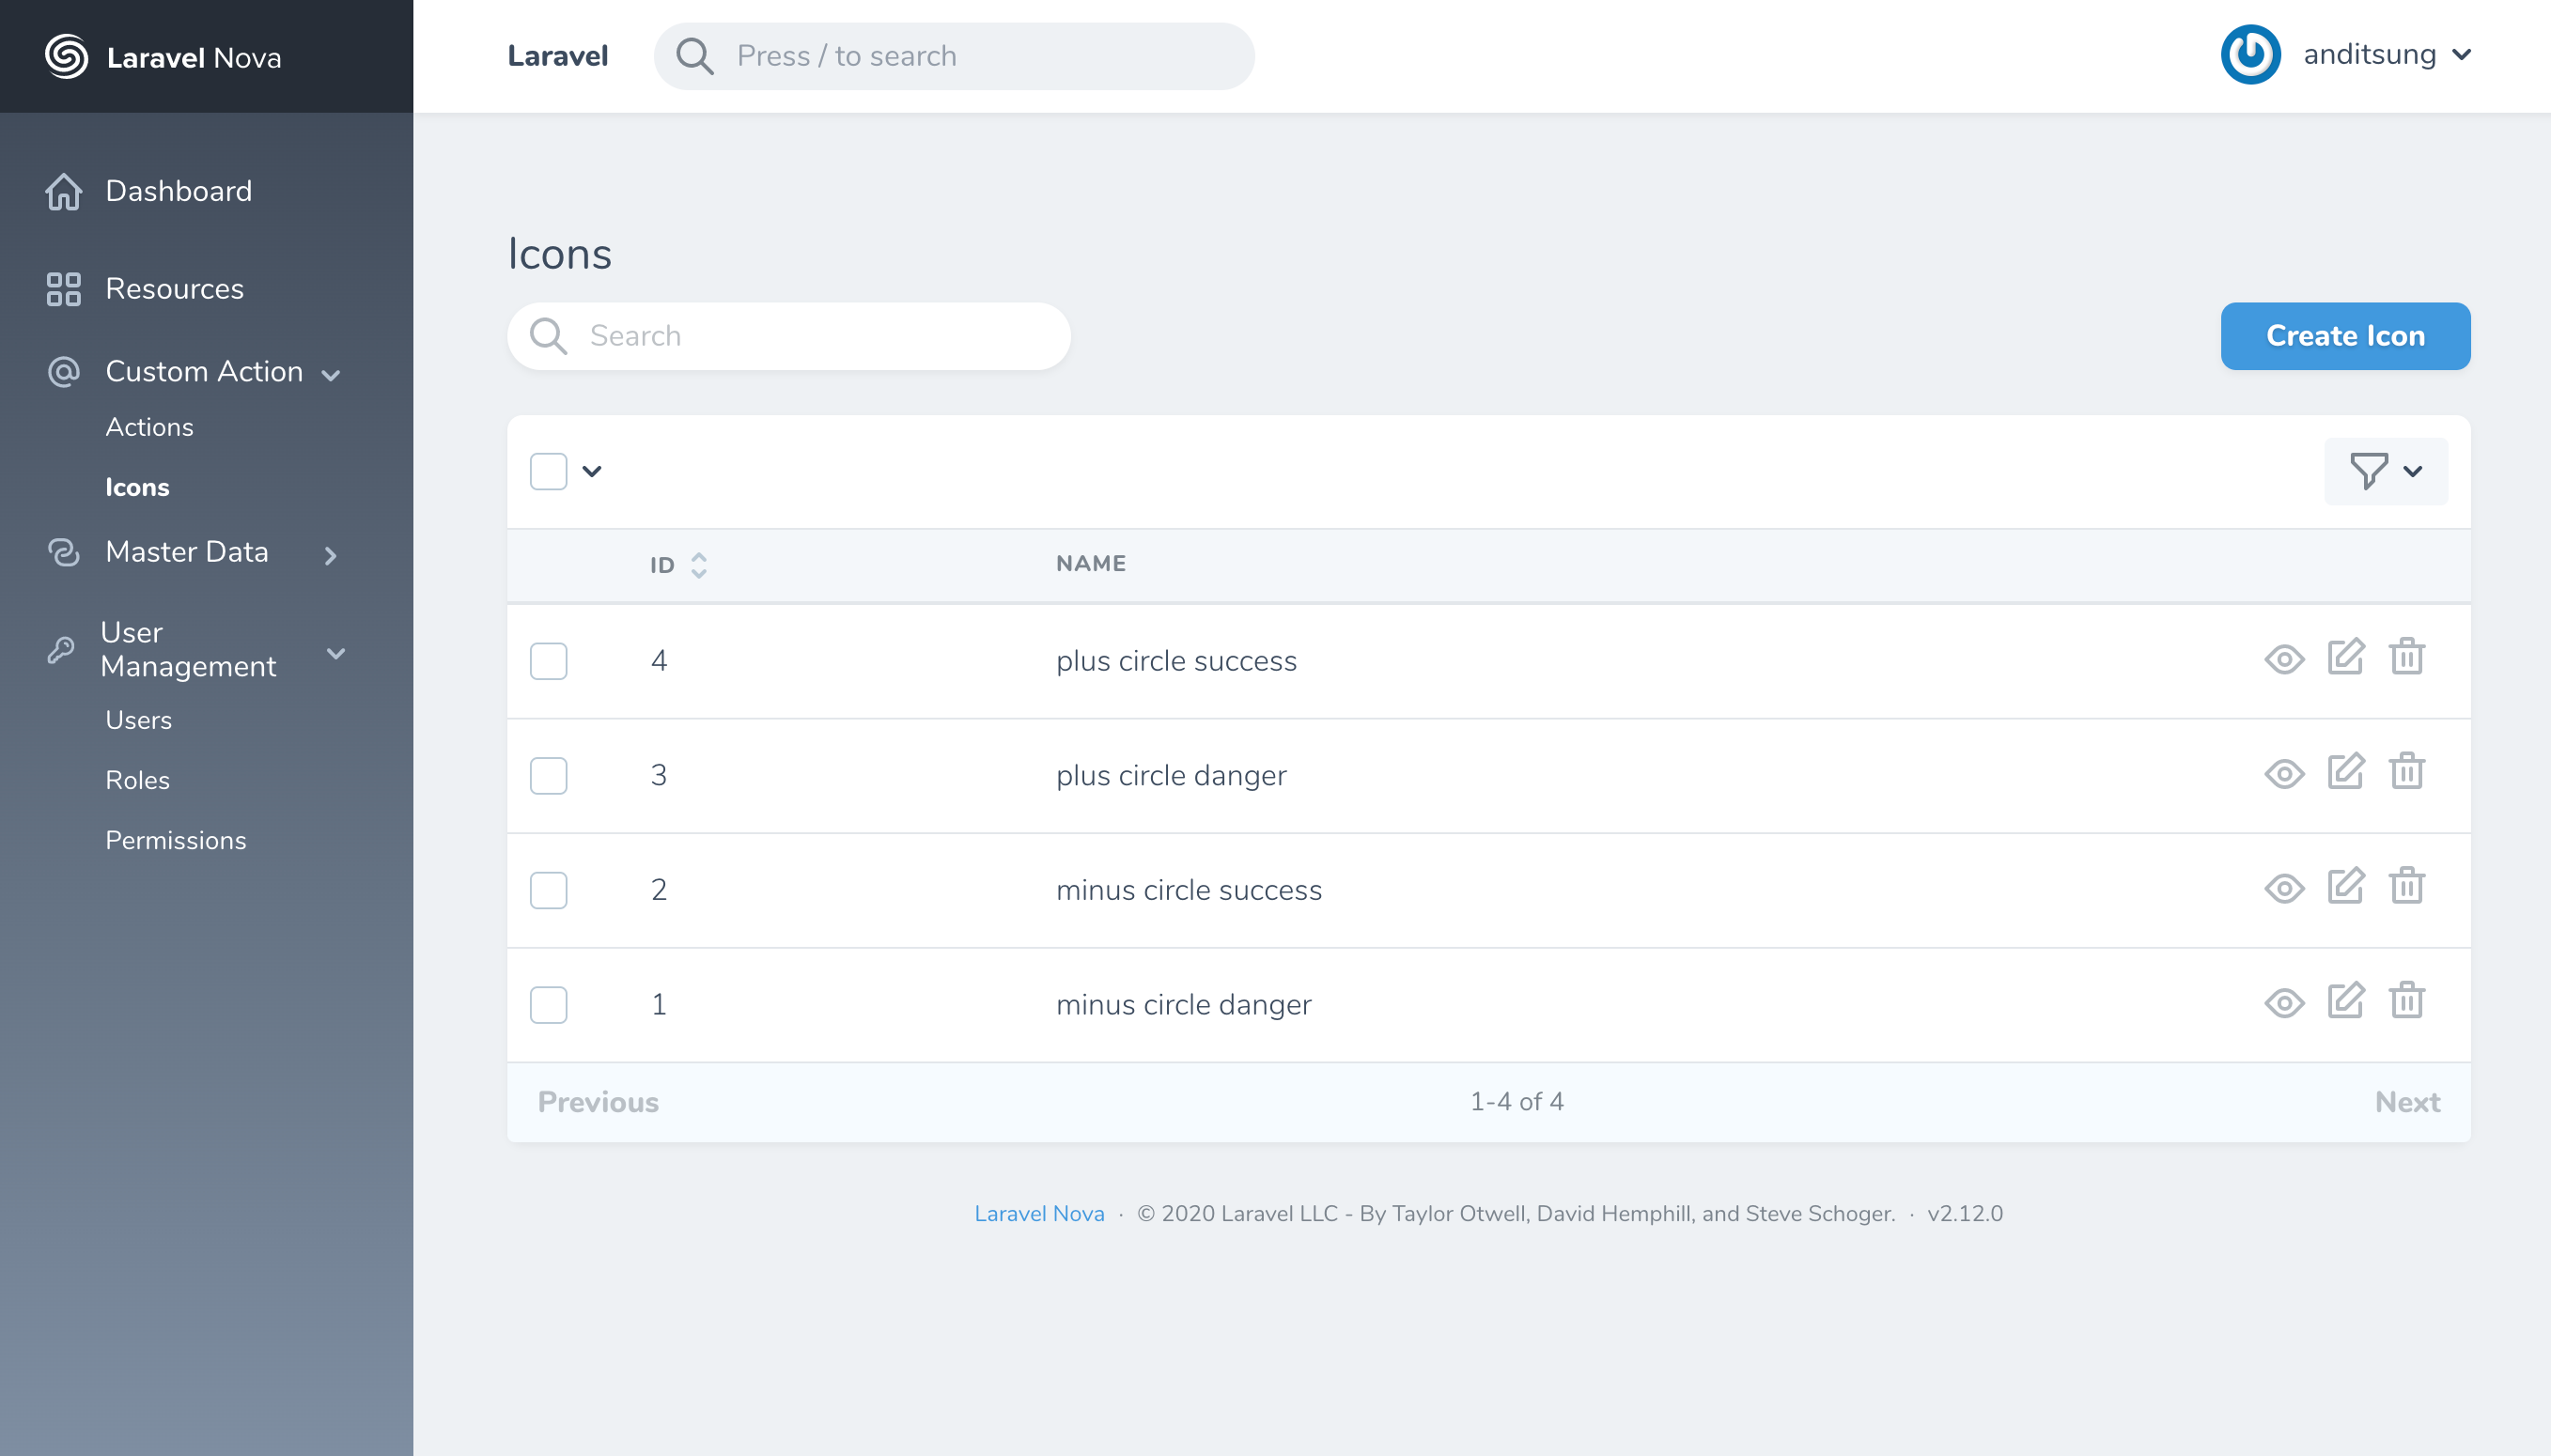 Laravel Nova
Laravel
Press / to search
anditsung
Dashboard
Resources
Custom Action
Actions
Icons
Master Data
User
Management
Users
Roles
Permissions
Icons
Search
Create Icon
ID NAME
4 plus circle success
3 plus circle danger
2 minus circle success
1 minus circle danger
Previous 1-4 of 4 Next
Laravel Nova · © 2020 Laravel LLC - By Taylor Otwell, David Hemphill, and Steve Schoger. · v2.12.0